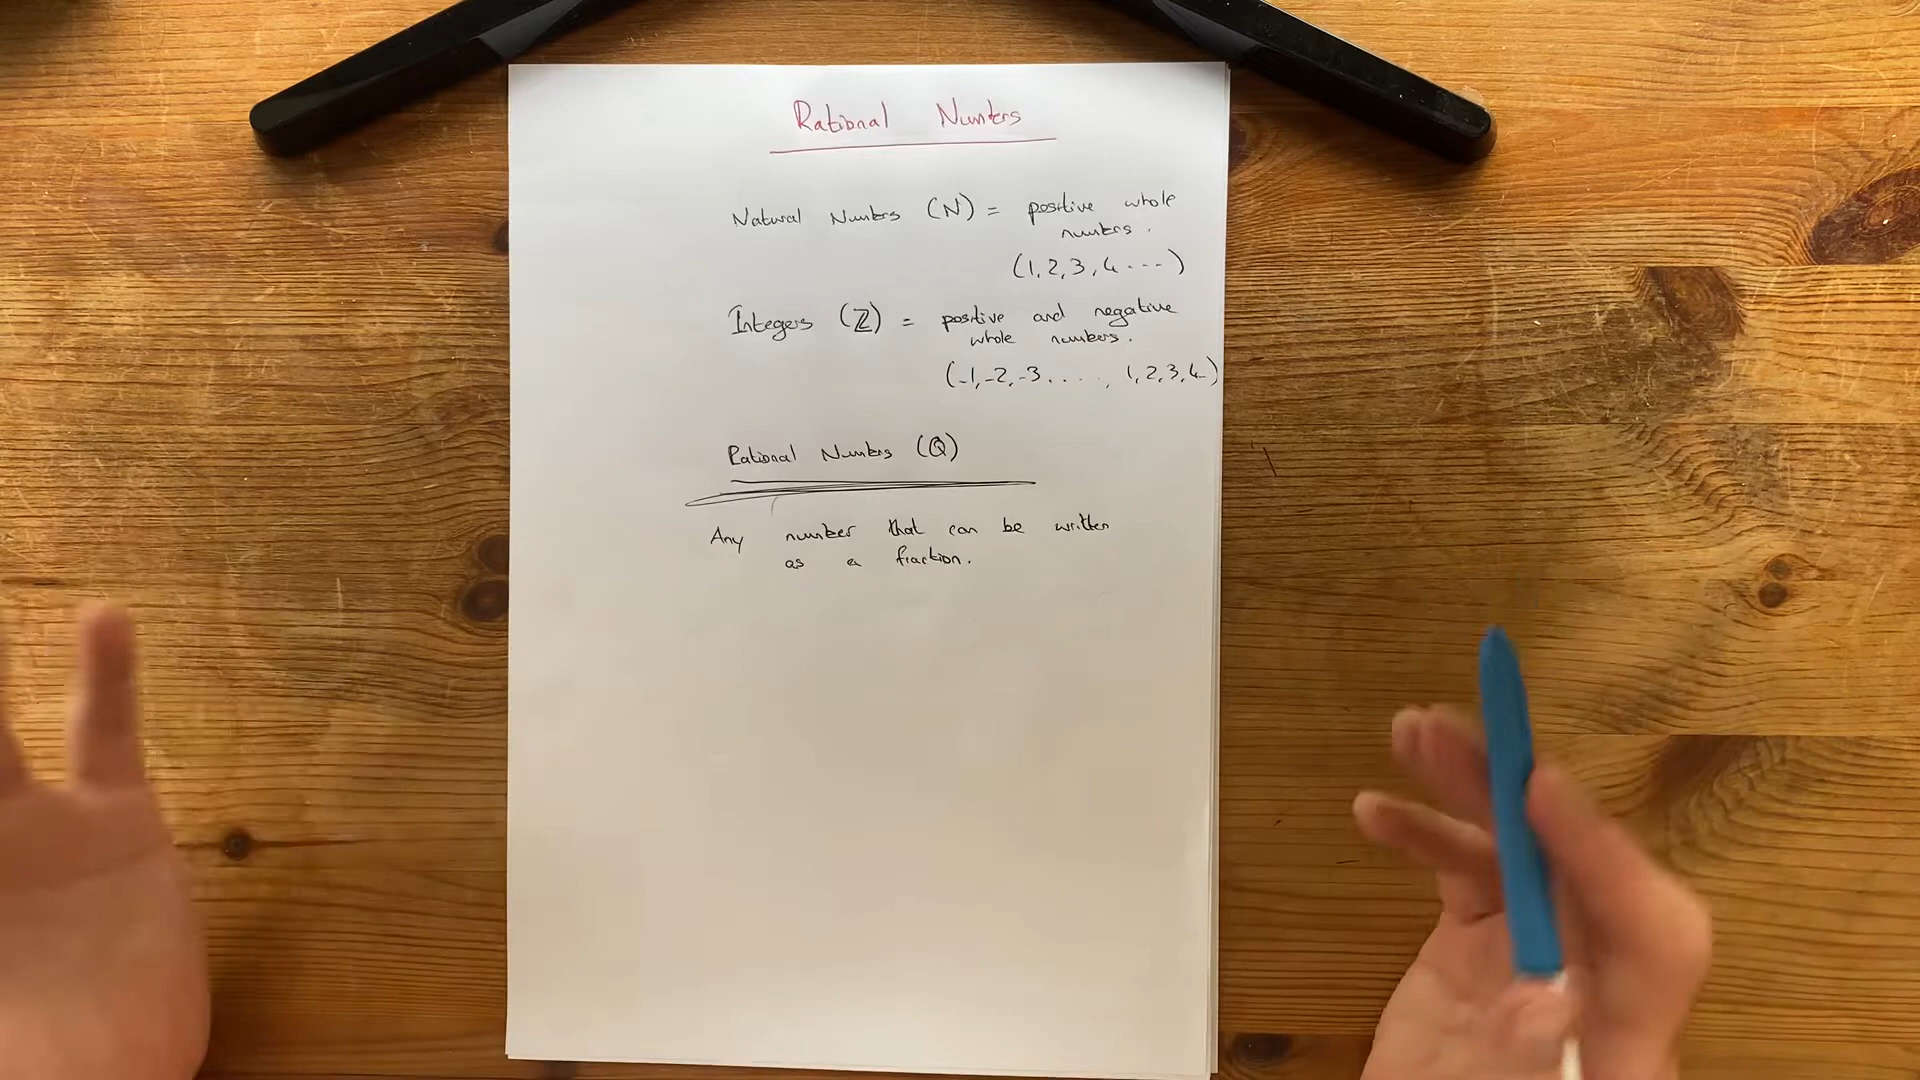 Rational Numbers
Natural Numbers (N) = positive whole
numbers.
(1, 2, 3, 4 ....)
Integers (ℤ) = positive and negative
whole numbers.
(-1, -2, -3 . . . . , 1, 2, 3, 4)
Rational Numbers (Q)
Any number that can be written
as a fraction.